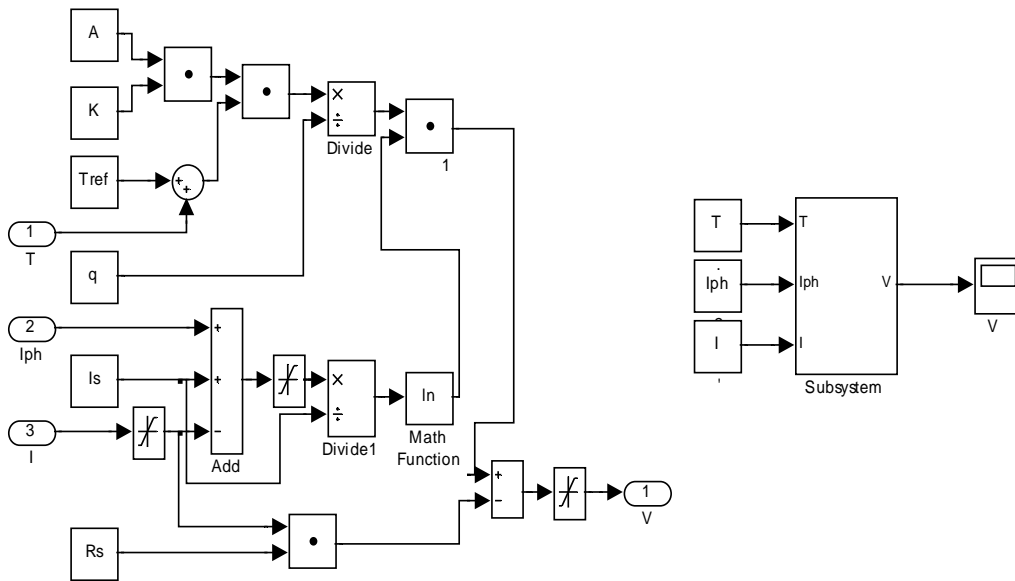 A
K
Tref
1
T
q
2
Iph
Is
3
I
Rs
+
+
×
÷
Divide
1
+
+
−
Add
×
÷
Divide1
ln
Math
Function
+
−
1
V
T
Iph
I
T
Iph
I
V
Subsystem
V